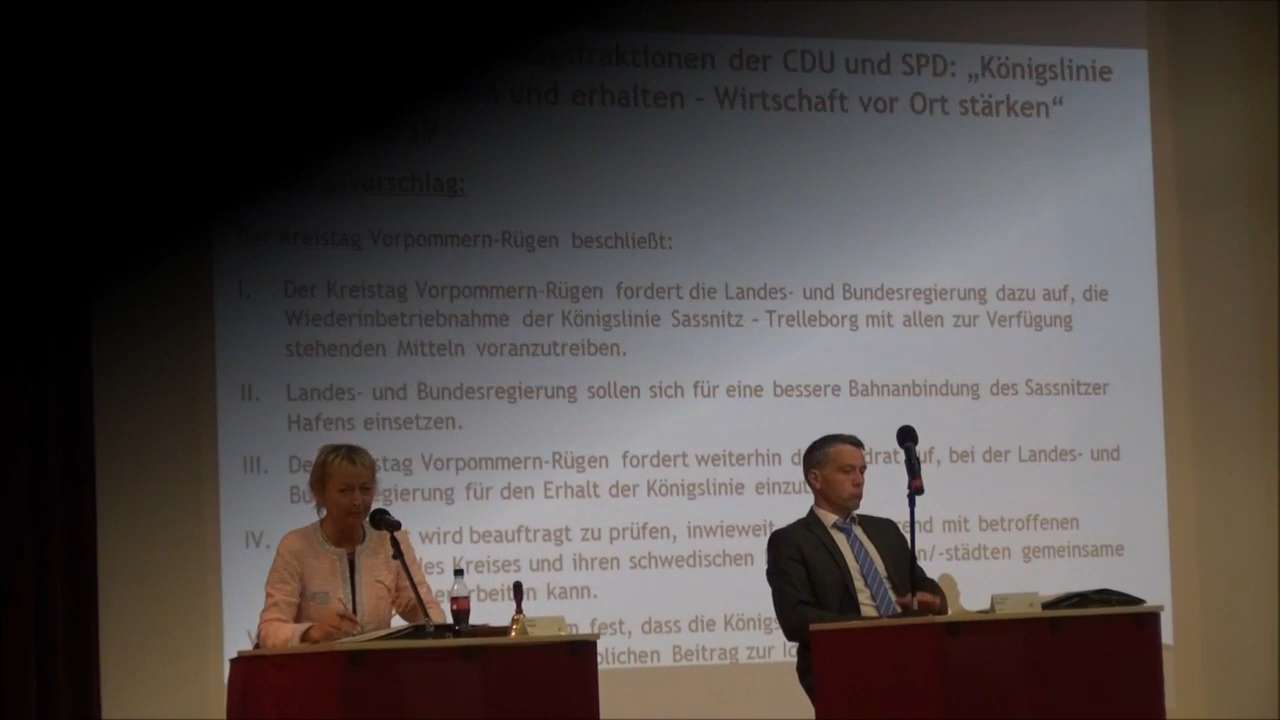 der CDU und SPD: „Königslinie
und erhalten - Wirtschaft vor Ort stärken“
Der Kreistag Vorpommern-Rügen beschließt:
I. Der Kreistag Vorpommern-Rügen fordert die Landes- und Bundesregierung dazu auf, die
Wiederinbetriebnahme der Königslinie Sassnitz - Trelleborg mit allen zur Verfügung
stehenden Mitteln voranzutreiben.
II. Landes- und Bundesregierung sollen sich für eine bessere Bahnanbindung des Sassnitzer
Hafens einsetzen.
III. Vorpommern-Rügen fordert weiterhin auf, bei der Landes- und
für den Erhalt der Königslinie
IV. wird beauftragt zu prüfen, inwieweit mit betroffenen
des Kreises und ihren schwedischen /-städten gemeinsame
kann.
fest, dass die
Beitrag zur